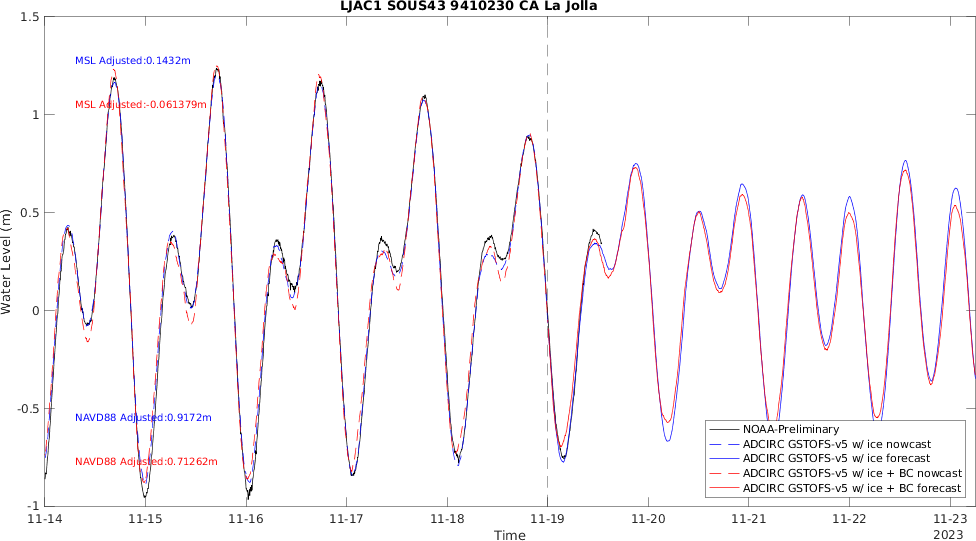 LJAC1 SOUS43 9410230 CA La Jolla
1.5
1
0.5
0
-0.5
-1
Water Level (m)
MSL Adjusted:0.1432m
MSL Adjusted:-0.061379m
NAVD88 Adjusted:0.9172m
NAVD88 Adjusted:0.71262m
NOAA-Preliminary
ADCIRC GSTOFS-v5 w/ ice nowcast
ADCIRC GSTOFS-v5 w/ ice forecast
ADCIRC GSTOFS-v5 w/ ice + BC nowcast
ADCIRC GSTOFS-v5 w/ ice + BC forecast
11-14 11-15 11-16 11-17 11-18 11-19 11-20 11-21 11-22 11-23
2023
Time